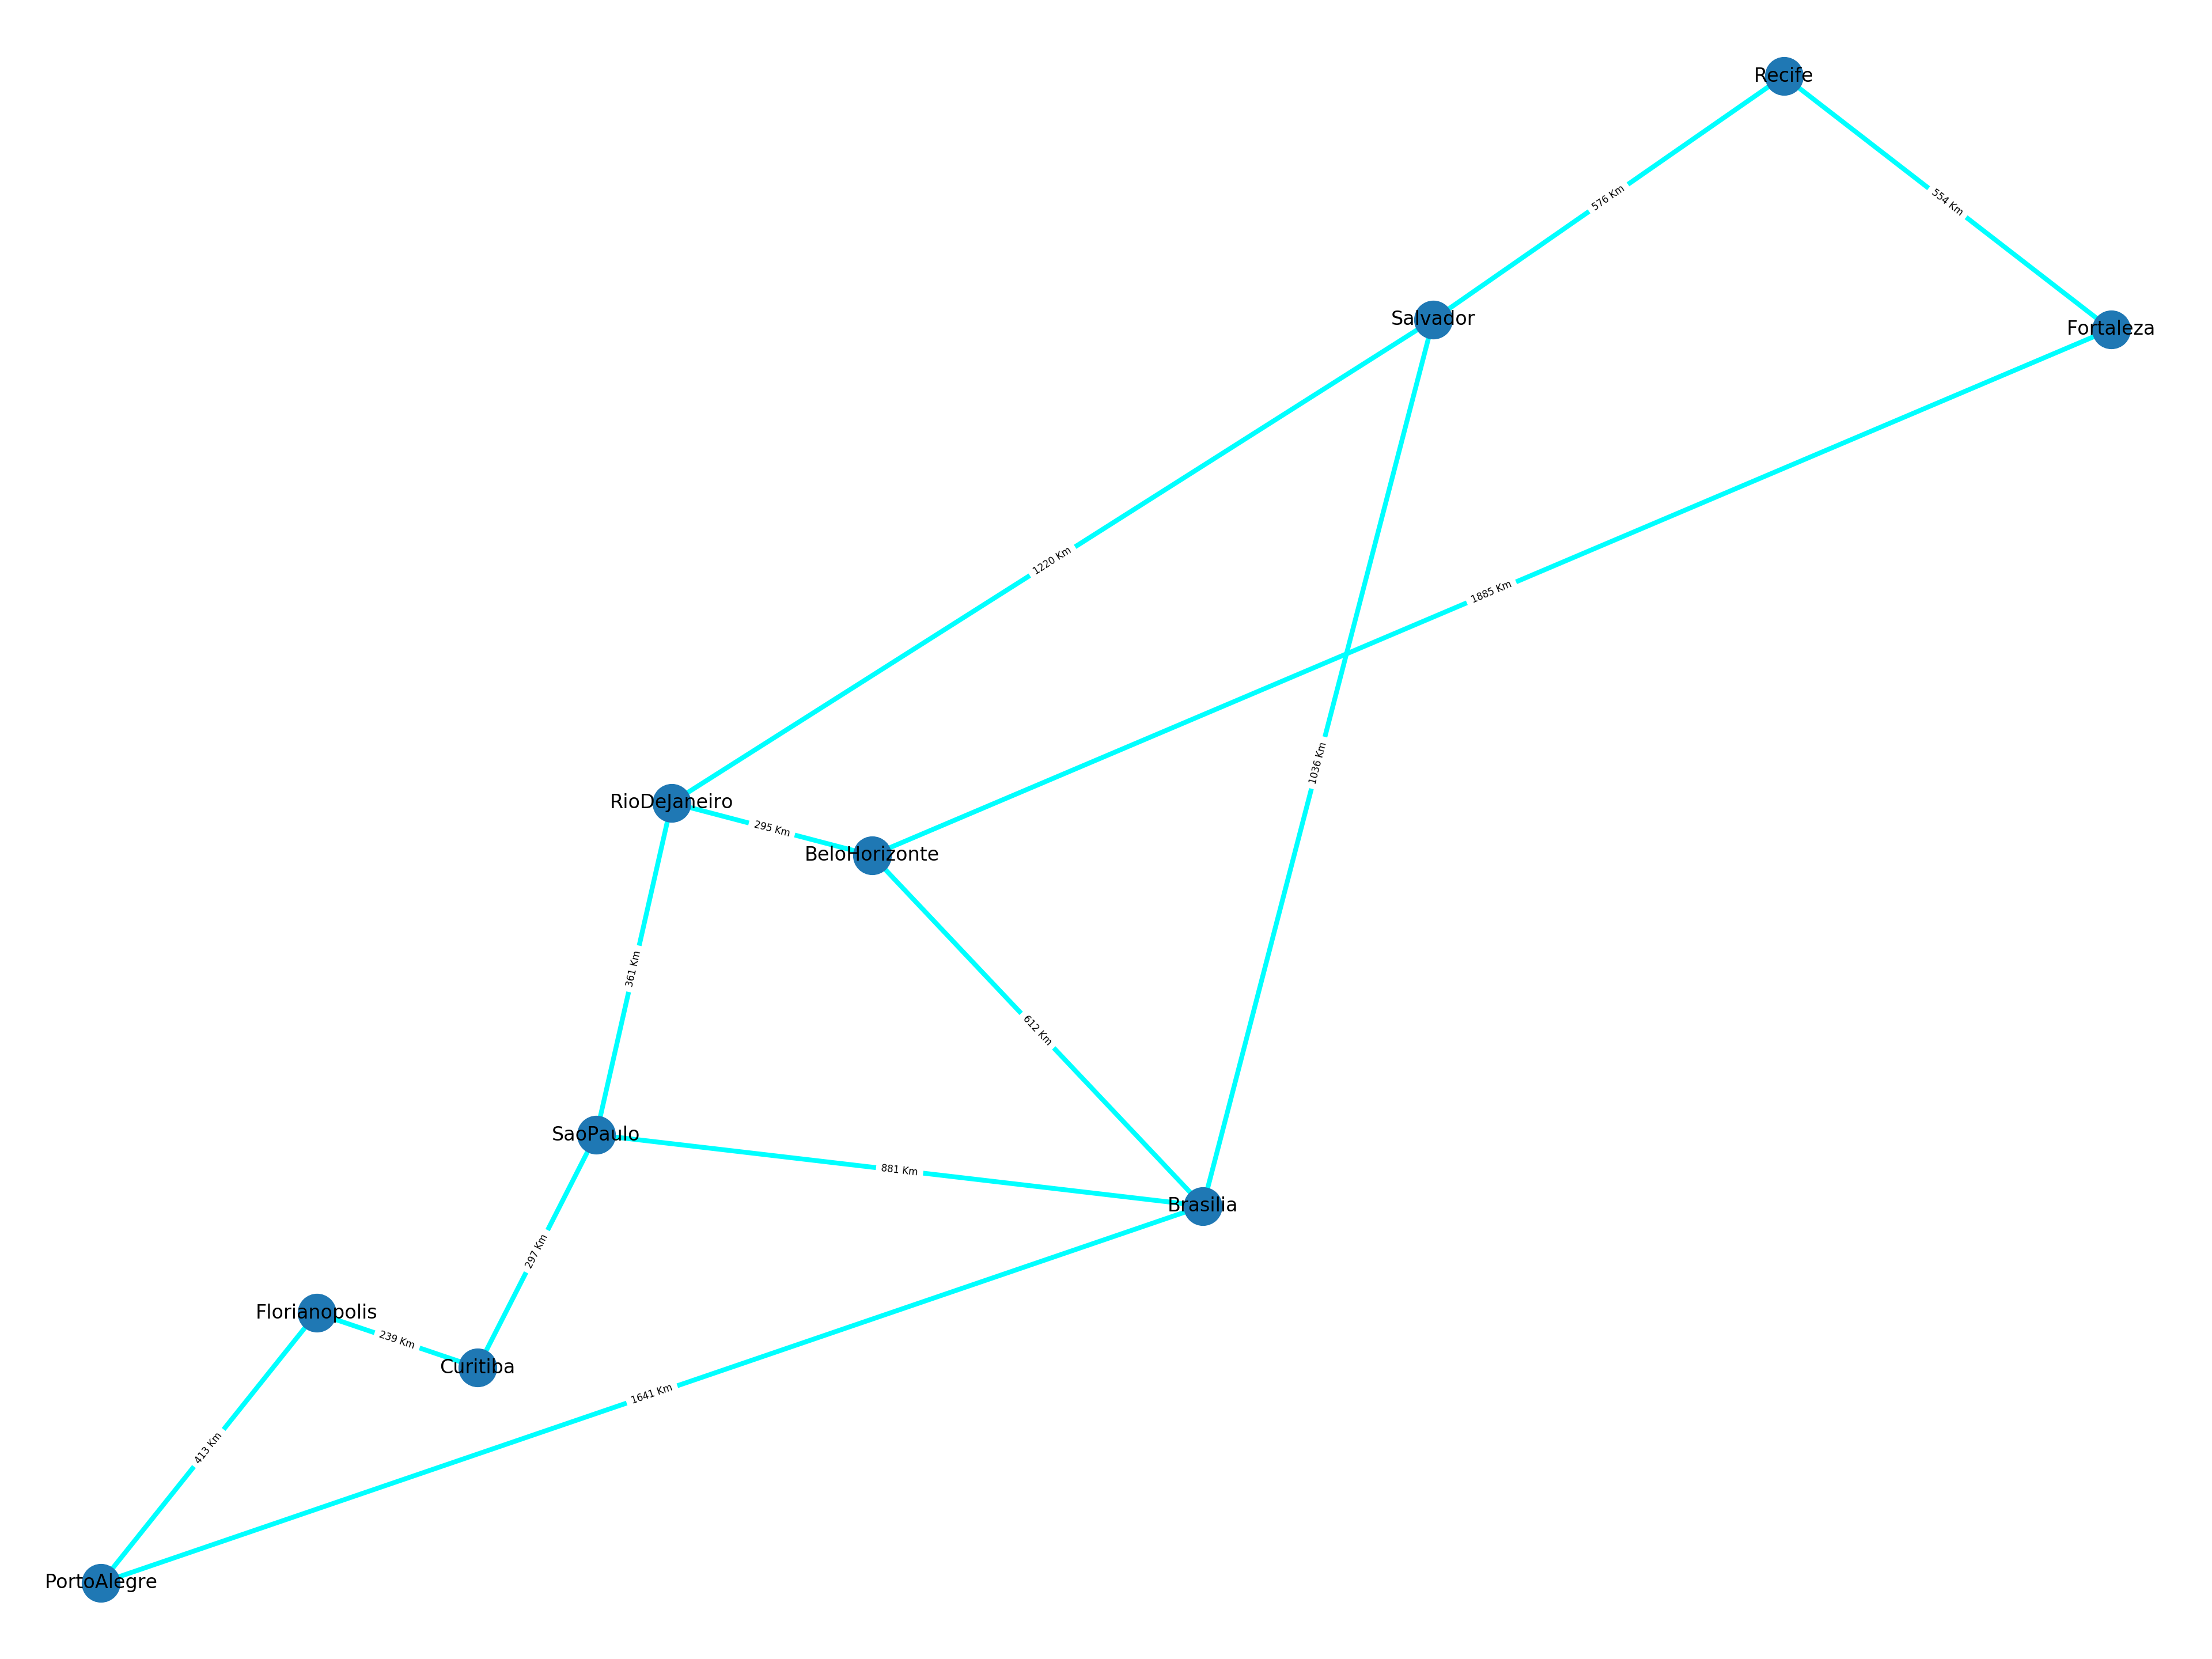 Recife
576 Km
554 Km
Salvador
Fortaleza
1220 Km
1885 Km
1036 Km
RioDeJaneiro
295 Km
BeloHorizonte
361 Km
612 Km
SaoPaulo
881 Km
Brasilia
297 Km
Florianopolis
239 Km
Curitiba
1641 Km
413 Km
PortoAlegre